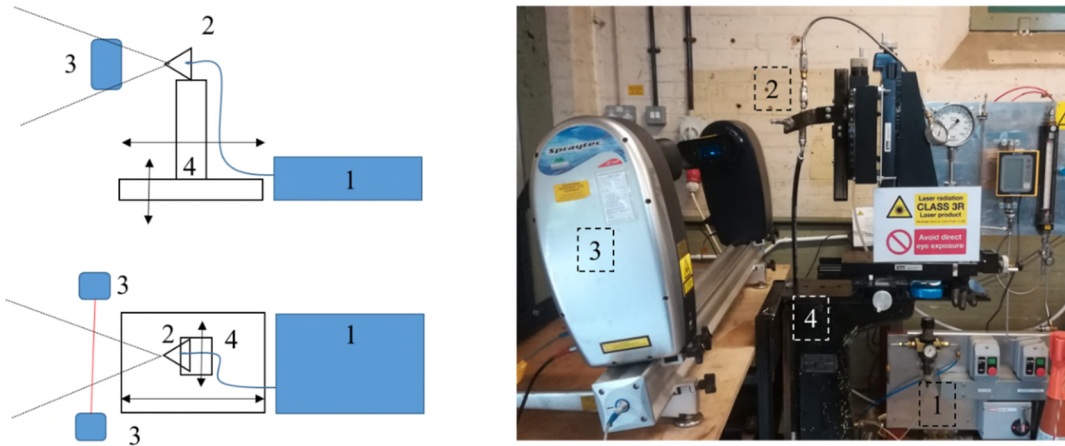 2
3
4
1
3
2
4
1
3
Spraytec
2
3
4
1
Laser radiation
CLASS 3R
Laser product
Avoid direct
eye exposure